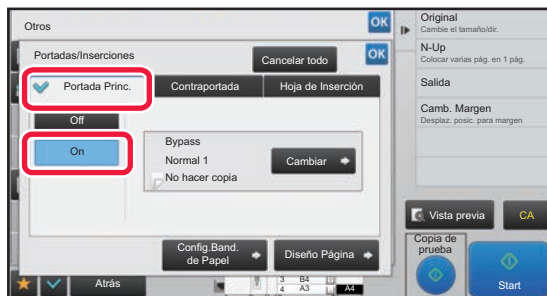 Otros
OK
Portadas/Inserciones
Cancelar todo
OK
Portada Princ.
Contraportada
Hoja de Inserción
Off
On
Bypass
Normal 1
No hacer copia
Cambiar
Config.Band.
de Papel
Diseño Página
Atrás
3 B4
4 A3
A4
Original
Cambie el tamaño/dir.
N-Up
Colocar varias pág. en 1 pág.
Salida
Camb. Margen
Desplaz. posic. para margen
Vista previa
CA
Copia de
prueba
Start